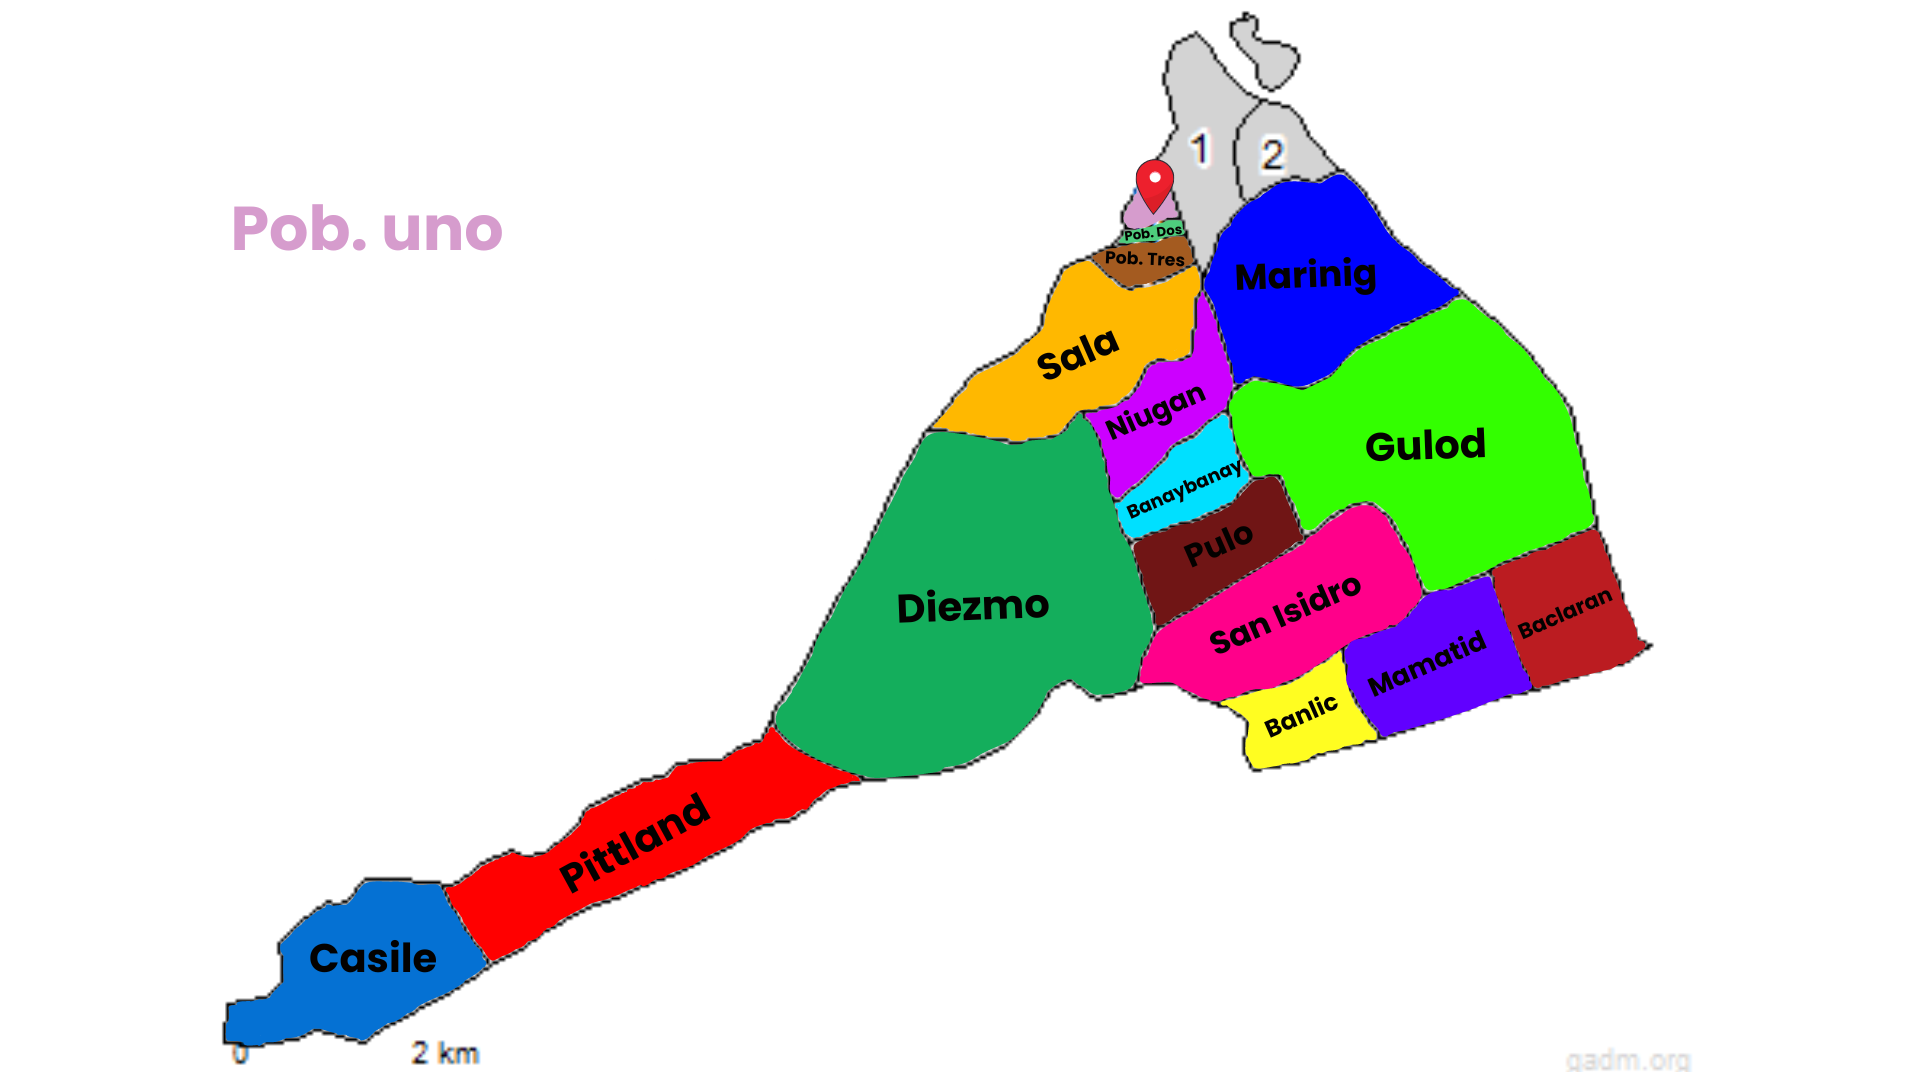 1
2
Pob. uno
Pob. Dos
Pob. Tres
Marinig
Sala
Niugan
Gulod
Banaybanay
Pulo
Diezmo
San Isidro
Baclaran
Mamatid
Banlic
Pittland
Casile
0
2 km
gadm.org